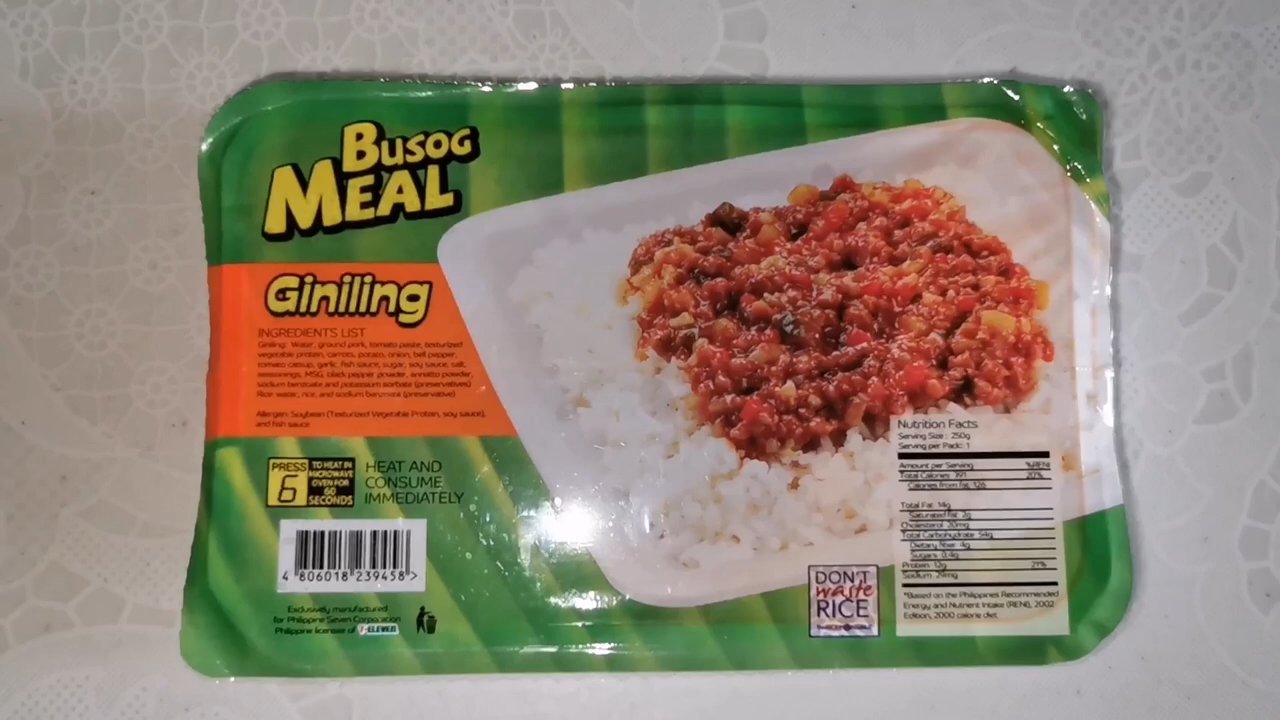 BUSOG
MEAL
Giniling
INGREDIENTS LIST
Giniling: Water, ground pork, tomato paste, texturized
vegetable protein, carrots, potato, onion, bell pepper,
tomato catsup, garlic, fish sauce, sugar, soy sauce, salt,
seasonings, MSG, black pepper powder, annatto powder,
sodium benzoate and potassium sorbate (preservatives)
Rice: water, rice, and sodium benzoate (preservative)
Allergen: Soybean (Texturized Vegetable Protein, soy sauce),
and fish sauce
PRESS
6
TO HEAT IN
MICROWAVE
OVEN FOR
60
SECONDS
HEAT AND
CONSUME
IMMEDIATELY
4 806018 239458 >
Exclusively manufactured
for Philippine Seven Corporation
Philippine licensee of 7-ELEVEN
DON'T
waste
RICE
Nutrition Facts
Serving Size : 250g
Serving per Pack: 1
Amount per Serving %RENI
Total Calories: 391 20%
Calories from fat: 126
Total Fat: 14g
Saturated fat: 2g
Cholesterol: 20mg
Total Carbohydrate: 54g
Dietary fiber: 4g
Sugars: 0.4g
Protein: 12g 21%
Sodium: 29mg
*Based on the Philippines Recommended
Energy and Nutrient Intake (RENI), 2002
Edition, 2000 calorie diet